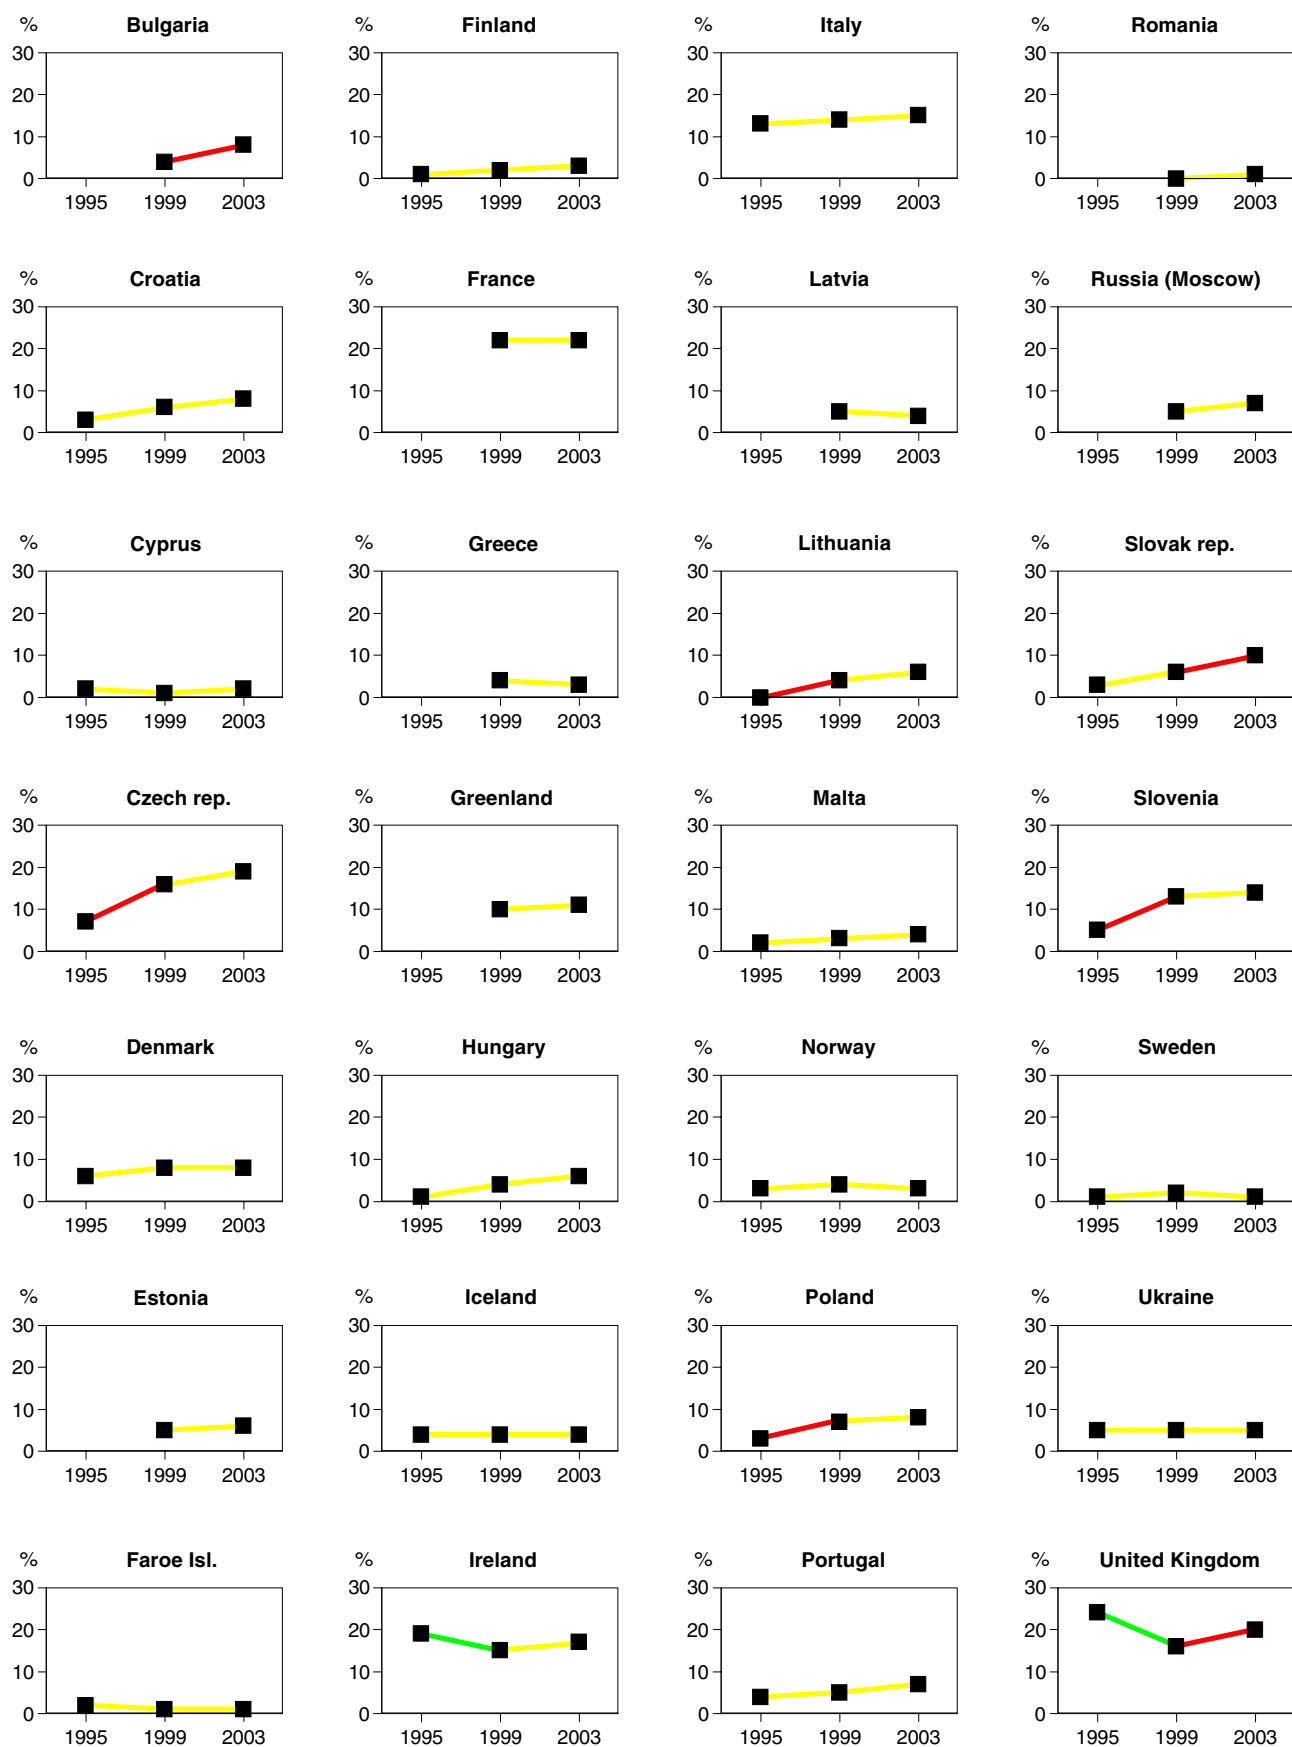 % Bulgaria % Finland % Italy % Romania
30 30 30 30
20 20 20 20
10 10 10 10
0 0 0 0
1995 1999 2003 1995 1999 2003 1995 1999 2003 1995 1999 2003
% Croatia % France % Latvia % Russia (Moscow)
30 30 30 30
20 20 20 20
10 10 10 10
0 0 0 0
1995 1999 2003 1995 1999 2003 1995 1999 2003 1995 1999 2003
% Cyprus % Greece % Lithuania % Slovak rep.
30 30 30 30
20 20 20 20
10 10 10 10
0 0 0 0
1995 1999 2003 1995 1999 2003 1995 1999 2003 1995 1999 2003
% Czech rep. % Greenland % Malta % Slovenia
30 30 30 30
20 20 20 20
10 10 10 10
0 0 0 0
1995 1999 2003 1995 1999 2003 1995 1999 2003 1995 1999 2003
% Denmark % Hungary % Norway % Sweden
30 30 30 30
20 20 20 20
10 10 10 10
0 0 0 0
1995 1999 2003 1995 1999 2003 1995 1999 2003 1995 1999 2003
% Estonia % Iceland % Poland % Ukraine
30 30 30 30
20 20 20 20
10 10 10 10
0 0 0 0
1995 1999 2003 1995 1999 2003 1995 1999 2003 1995 1999 2003
% Faroe Isl. % Ireland % Portugal % United Kingdom
30 30 30 30
20 20 20 20
10 10 10 10
0 0 0 0
1995 1999 2003 1995 1999 2003 1995 1999 2003 1995 1999 2003